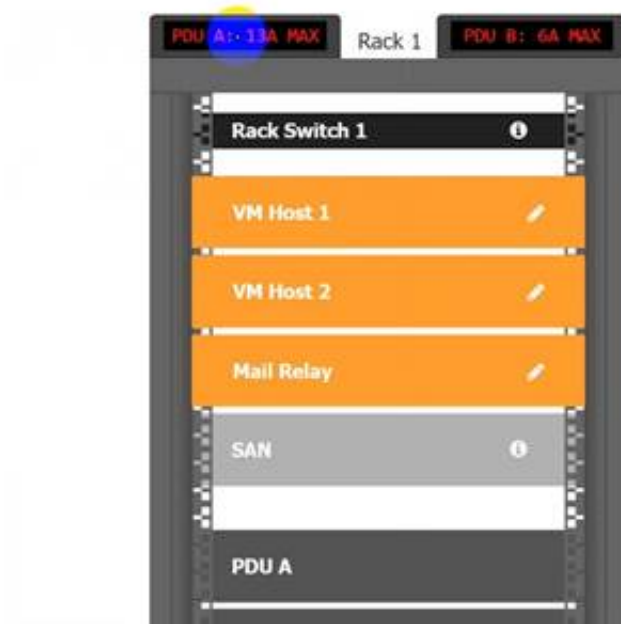 PDU A: 13A MAX
Rack 1
PDU B: 6A MAX
Rack Switch 1
VM Host 1
VM Host 2
Mail Relay
SAN
PDU A